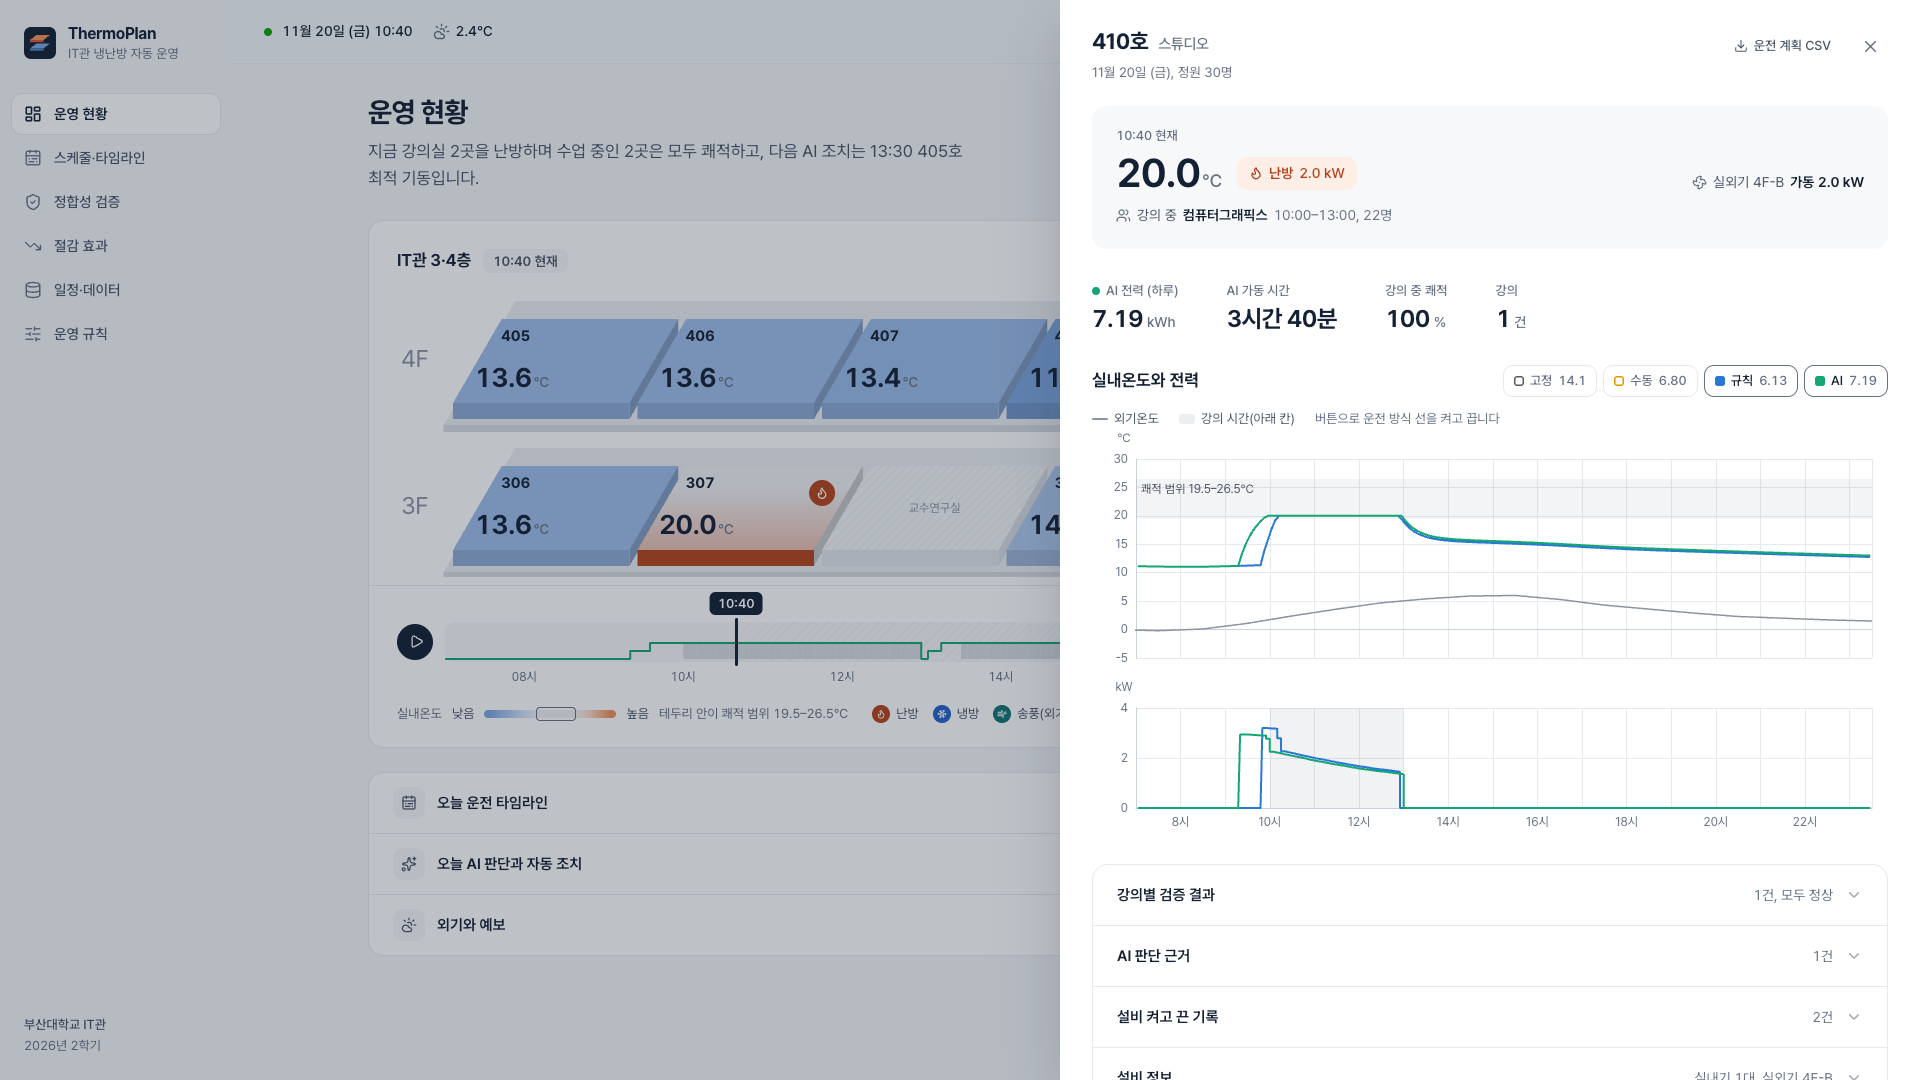 ThermoPlan
IT관 냉난방 자동 운영
운영 현황
스케줄·타임라인
정합성 검증
절감 효과
일정·데이터
운영 규칙
부산대학교 IT관
2026년 2학기
11월 20일 (금) 10:40 2.4°C
운영 현황
지금 강의실 2곳을 난방하며 수업 중인 2곳은 모두 쾌적하고, 다음 AI 조치는 13:30 405호
최적 기동입니다.
IT관 3·4층 10:40 현재
4F
405 406 407
13.6°C 13.6°C 13.4°C 11
3F
306 307
13.6°C 20.0°C 교수연구실 14
10:40
08시 10시 12시 14시
실내온도 낮음 높음 테두리 안이 쾌적 범위 19.5–26.5°C 난방 냉방 송풍(외기
오늘 운전 타임라인
오늘 AI 판단과 자동 조치
외기와 예보
410호 스튜디오
운전 계획 CSV
11월 20일 (금), 정원 30명
10:40 현재
20.0°C 난방 2.0 kW
실외기 4F-B 가동 2.0 kW
강의 중 컴퓨터그래픽스 10:00–13:00, 22명
AI 전력 (하루) AI 가동 시간 강의 중 쾌적 강의
7.19 kWh 3시간 40분 100 % 1 건
실내온도와 전력
고정 14.1 수동 6.80 규칙 6.13 AI 7.19
외기온도 강의 시간(아래 칸) 버튼으로 운전 방식 선을 켜고 끕니다
°C
30
25
쾌적 범위 19.5–26.5°C
20
15
10
5
0
-5
kW
4
2
0
8시 10시 12시 14시 16시 18시 20시 22시
강의별 검증 결과 1건, 모두 정상
AI 판단 근거 1건
설비 켜고 끈 기록 2건
설비 정보 실내기 1대, 실외기 4F-B